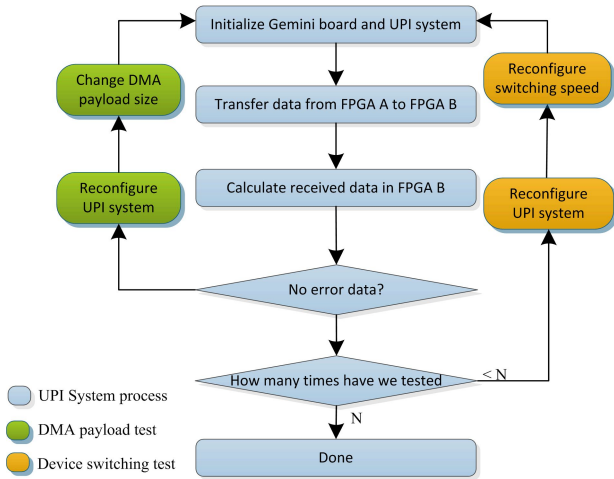 Initialize Gemini board and UPI system
Change DMA
payload size
Reconfigure
switching speed
Transfer data from FPGA A to FPGA B
Reconfigure
UPI system
Calculate received data in FPGA B
Reconfigure
UPI system
No error data?
How many times have we tested
< N
N
UPI System process
DMA payload test
Device switching test
Done